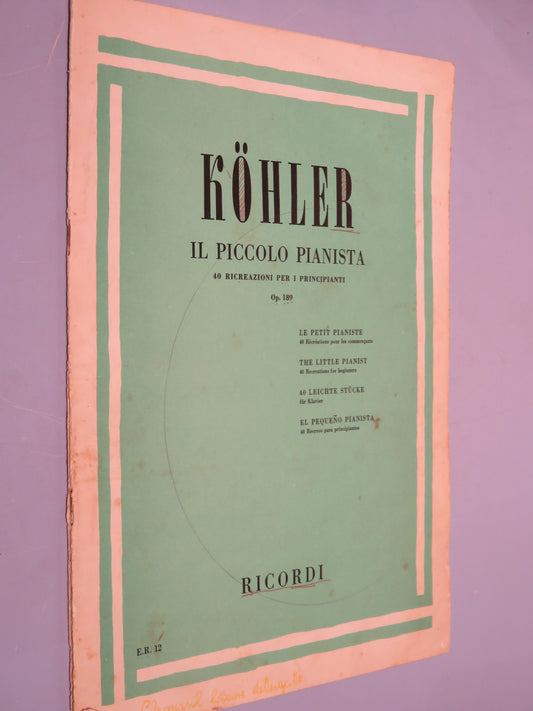 KÖHLER
IL PICCOLO PIANISTA
40 RICREAZIONI PER I PRINCIPIANTI
Op. 189
LE PETIT PIANISTE
40 Récréations pour les commençants
THE LITTLE PIANIST
40 Recreations for beginners
40 LEICHTE STÜCKE
für Klavier
EL PEQUEÑO PIANISTA
40 Recreos para principiantes
RICORDI
E.R. 12